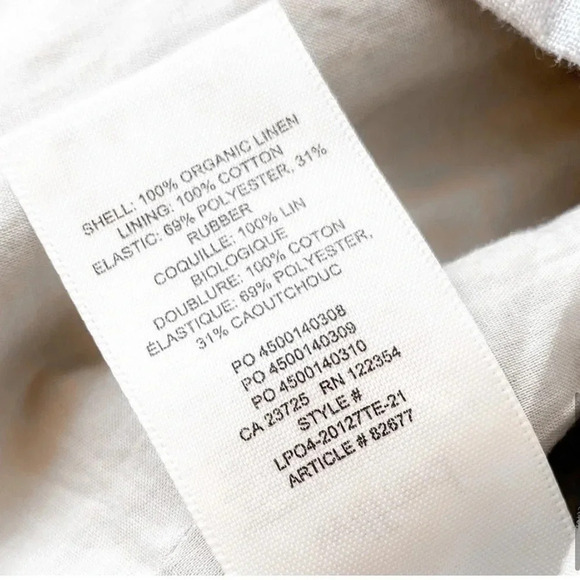 SHELL: 100% ORGANIC LINEN
LINING: 100% COTTON
ELASTIC: 69% POLYESTER, 31%
RUBBER
COQUILLE: 100% LIN
BIOLOGIQUE
DOUBLURE: 100% COTON
ÉLASTIQUE: 69% POLYESTER,
31% CAOUTCHOUC
PO 4500140308
PO 4500140309
PO 4500140310
CA 23725 RN 122354
STYLE #
LPO4-20127TE-21
ARTICLE # 82677